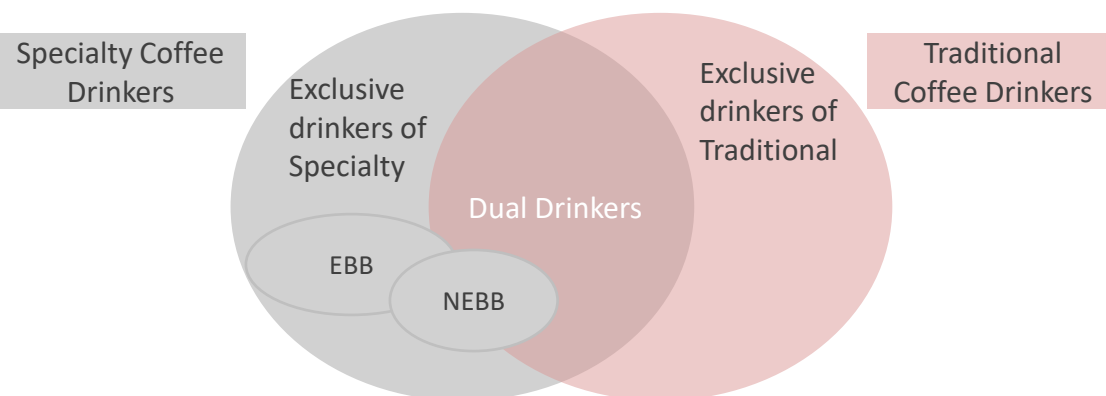 Specialty Coffee
Drinkers
Exclusive
drinkers of
Specialty
Exclusive
drinkers of
Traditional
Traditional
Coffee Drinkers
Dual Drinkers
EBB
NEBB